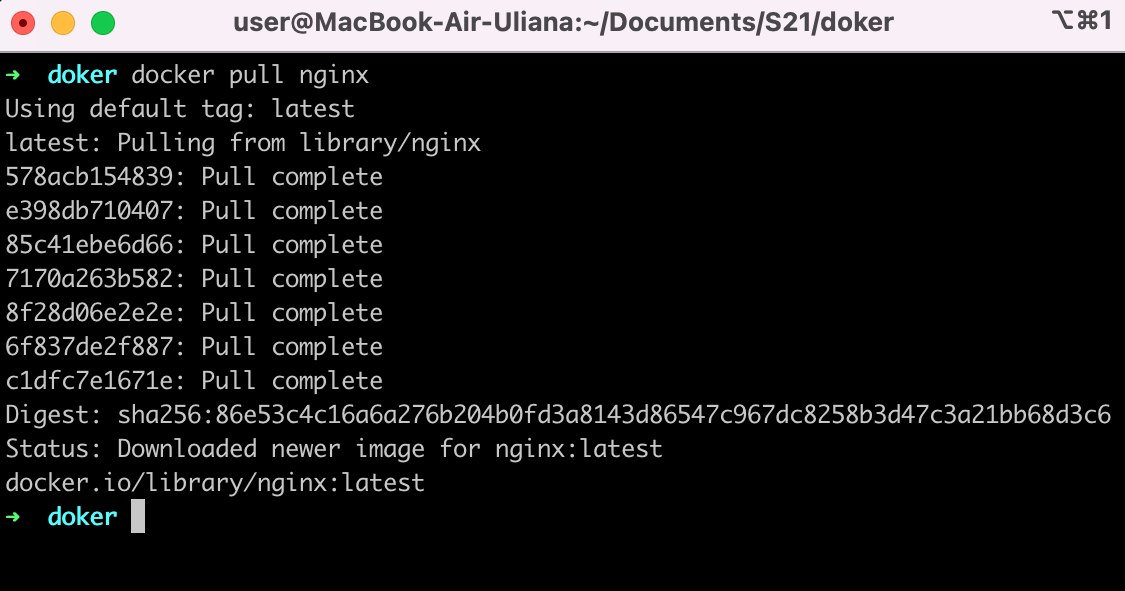 user@MacBook-Air-Uliana:~/Documents/S21/doker ⌥⌘1
➜ doker docker pull nginx
Using default tag: latest
latest: Pulling from library/nginx
578acb154839: Pull complete
e398db710407: Pull complete
85c41ebe6d66: Pull complete
7170a263b582: Pull complete
8f28d06e2e2e: Pull complete
6f837de2f887: Pull complete
c1dfc7e1671e: Pull complete
Digest: sha256:86e53c4c16a6a276b204b0fd3a8143d86547c967dc8258b3d47c3a21bb68d3c6
Status: Downloaded newer image for nginx:latest
docker.io/library/nginx:latest
➜ doker